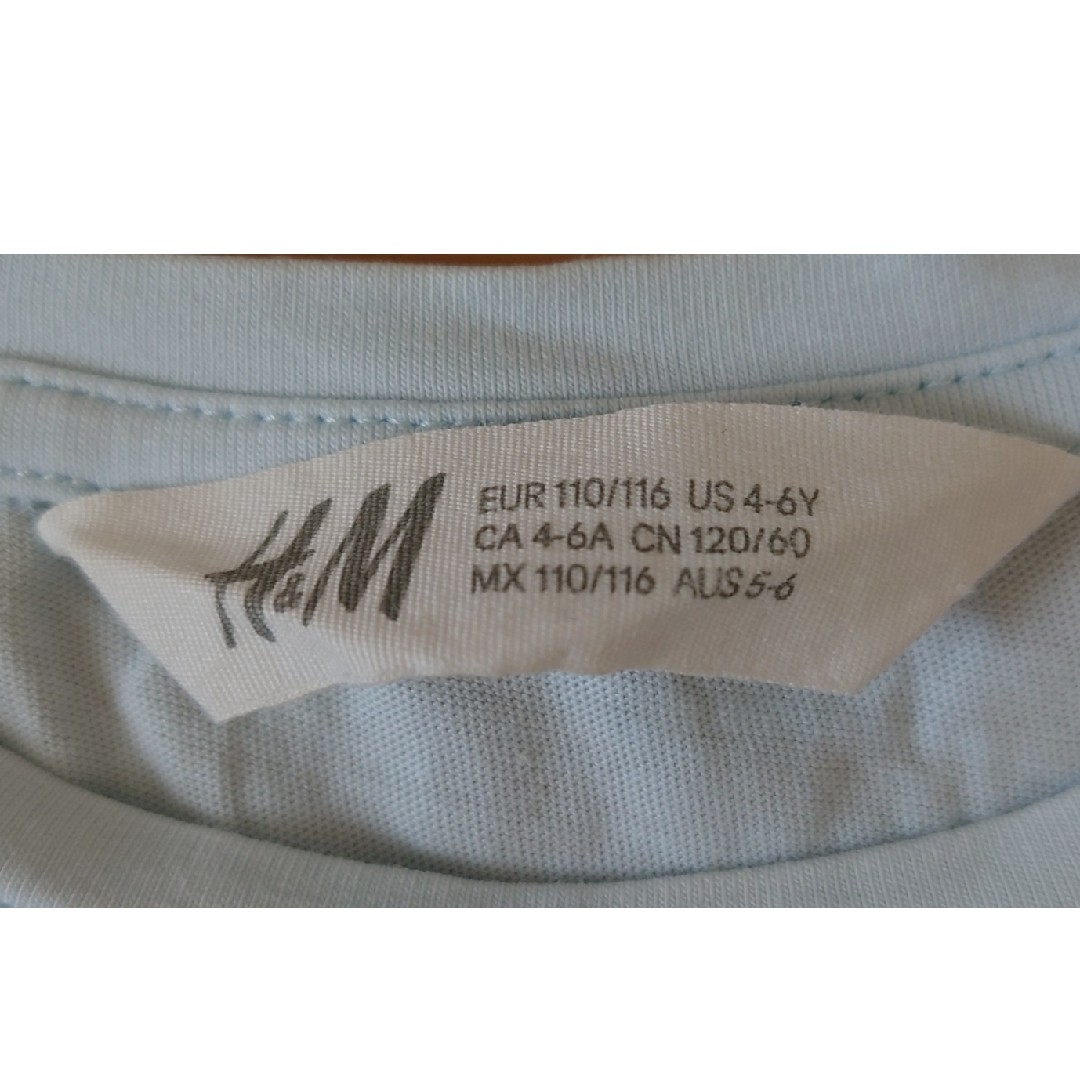 H&M
EUR 110/116 US 4-6Y
CA 4-6A CN 120/60
MX 110/116 AUS 5-6